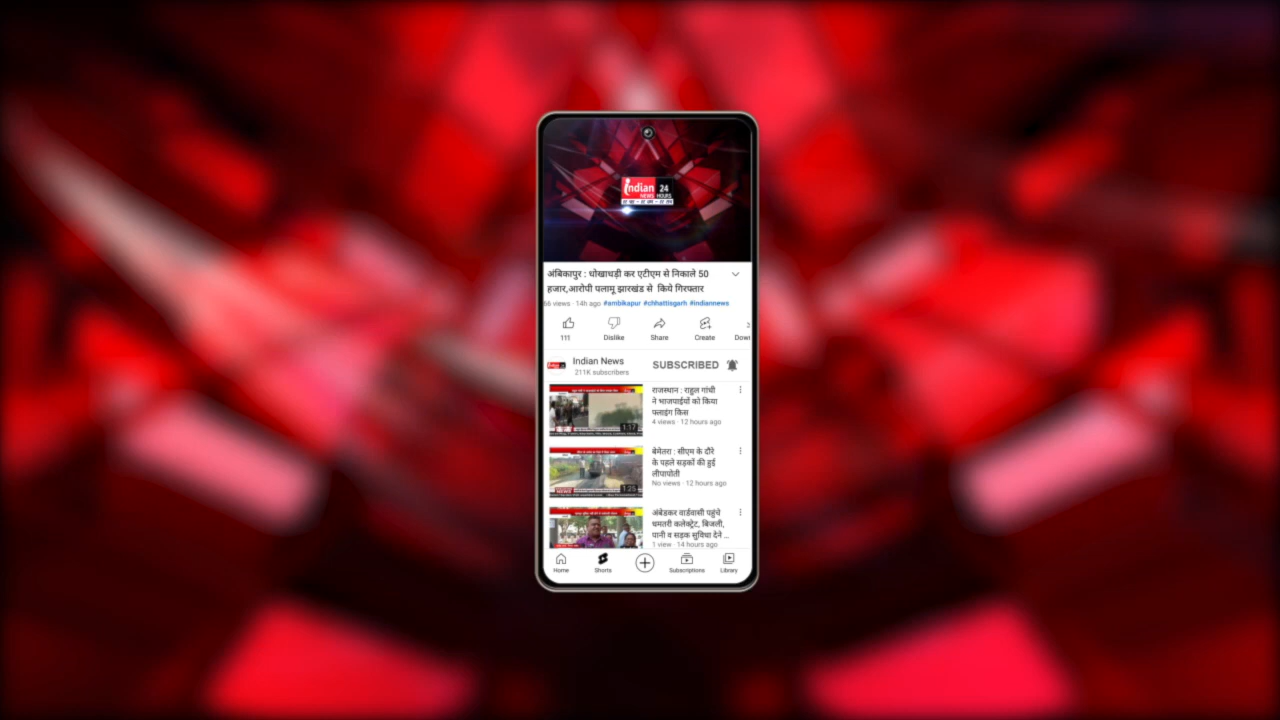 Indian 24
NEWS HOURS
अंबिकापुर : धोखाधड़ी कर एटीएम से निकाले 50
हजार,आरोपी पलामू झारखंड से किये गिरफ्तार
66 views · 14h ago #ambikapur #chhattisgarh #indiannews
111 Dislike Share Create
Indian News
211K subscribers
SUBSCRIBED
राजस्थान : राहुल गांधी
ने भाजपाईयों को किया
फ्लाइंग किस
4 views · 12 hours ago
1:17
बेमेतरा : सीएम के दौरे
के पहले सड़कों की हुई
लीपापोती
No views · 12 hours ago
1:25
अंबेडकर वार्डवासी पहुंचे
धमतरी कलेक्ट्रेट, बिजली,
पानी व सड़क सुविधा देने ...
1 view · 14 hours ago
Home Shorts Subscriptions Library